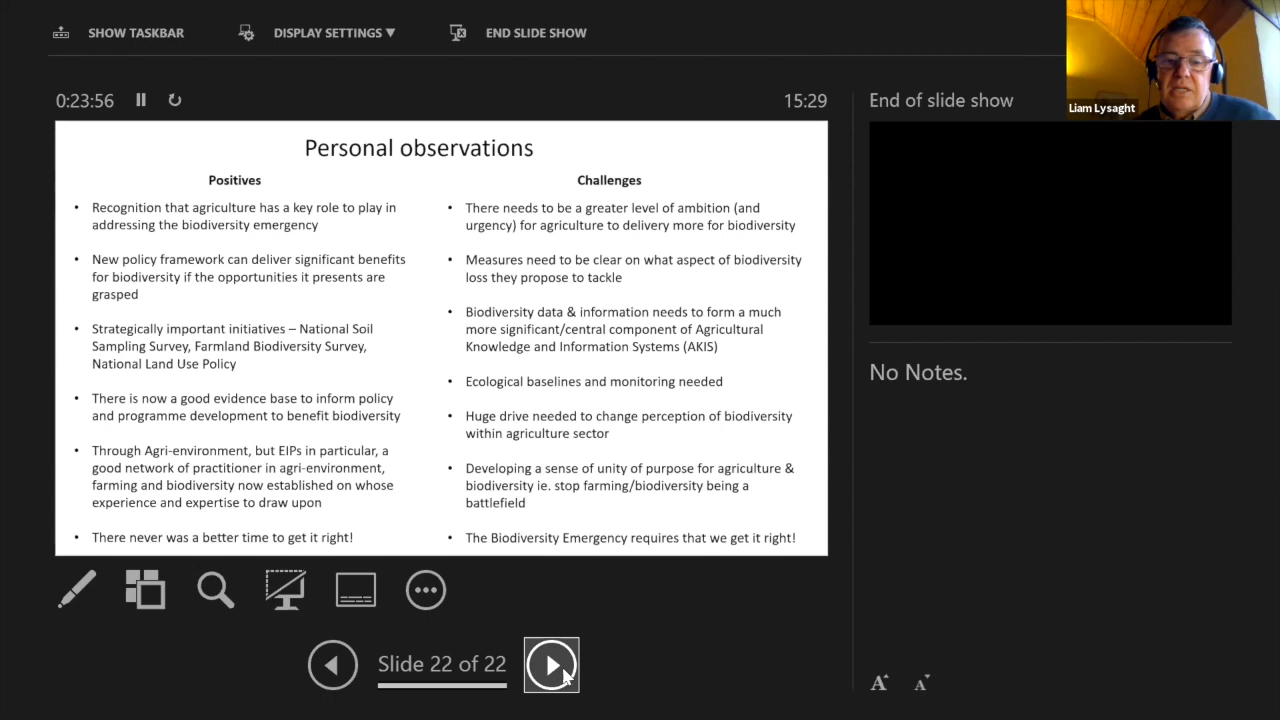 SHOW TASKBAR
DISPLAY SETTINGS ▼
END SLIDE SHOW
Liam Lysaght
0:23:56
15:29
End of slide show
Personal observations
Positives
• Recognition that agriculture has a key role to play in
addressing the biodiversity emergency
• New policy framework can deliver significant benefits
for biodiversity if the opportunities it presents are
grasped
• Strategically important initiatives – National Soil
Sampling Survey, Farmland Biodiversity Survey,
National Land Use Policy
• There is now a good evidence base to inform policy
and programme development to benefit biodiversity
• Through Agri-environment, but EIPs in particular, a
good network of practitioner in agri-environment,
farming and biodiversity now established on whose
experience and expertise to draw upon
• There never was a better time to get it right!
Challenges
• There needs to be a greater level of ambition (and
urgency) for agriculture to delivery more for biodiversity
• Measures need to be clear on what aspect of biodiversity
loss they propose to tackle
• Biodiversity data & information needs to form a much
more significant/central component of Agricultural
Knowledge and Information Systems (AKIS)
• Ecological baselines and monitoring needed
• Huge drive needed to change perception of biodiversity
within agriculture sector
• Developing a sense of unity of purpose for agriculture &
biodiversity ie. stop farming/biodiversity being a
battlefield
• The Biodiversity Emergency requires that we get it right!
No Notes.
Slide 22 of 22
A A